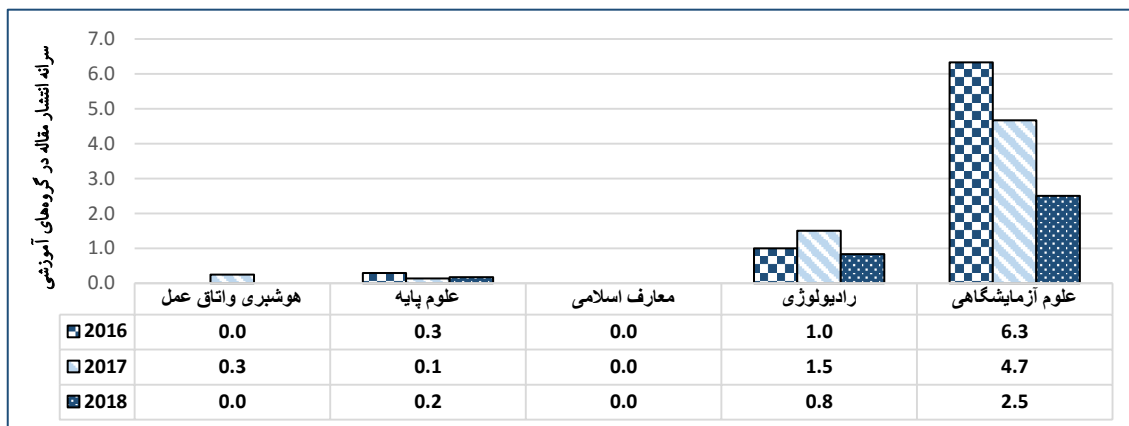 سرانه انتشار مقاله در گروه‌های آموزشی
7.0
6.0
5.0
4.0
3.0
2.0
1.0
0.0
هوشبری واتاق عمل علوم پایه معارف اسلامی رادیولوژی علوم آزمایشگاهی
2016 0.0 0.3 0.0 1.0 6.3
2017 0.3 0.1 0.0 1.5 4.7
2018 0.0 0.2 0.0 0.8 2.5